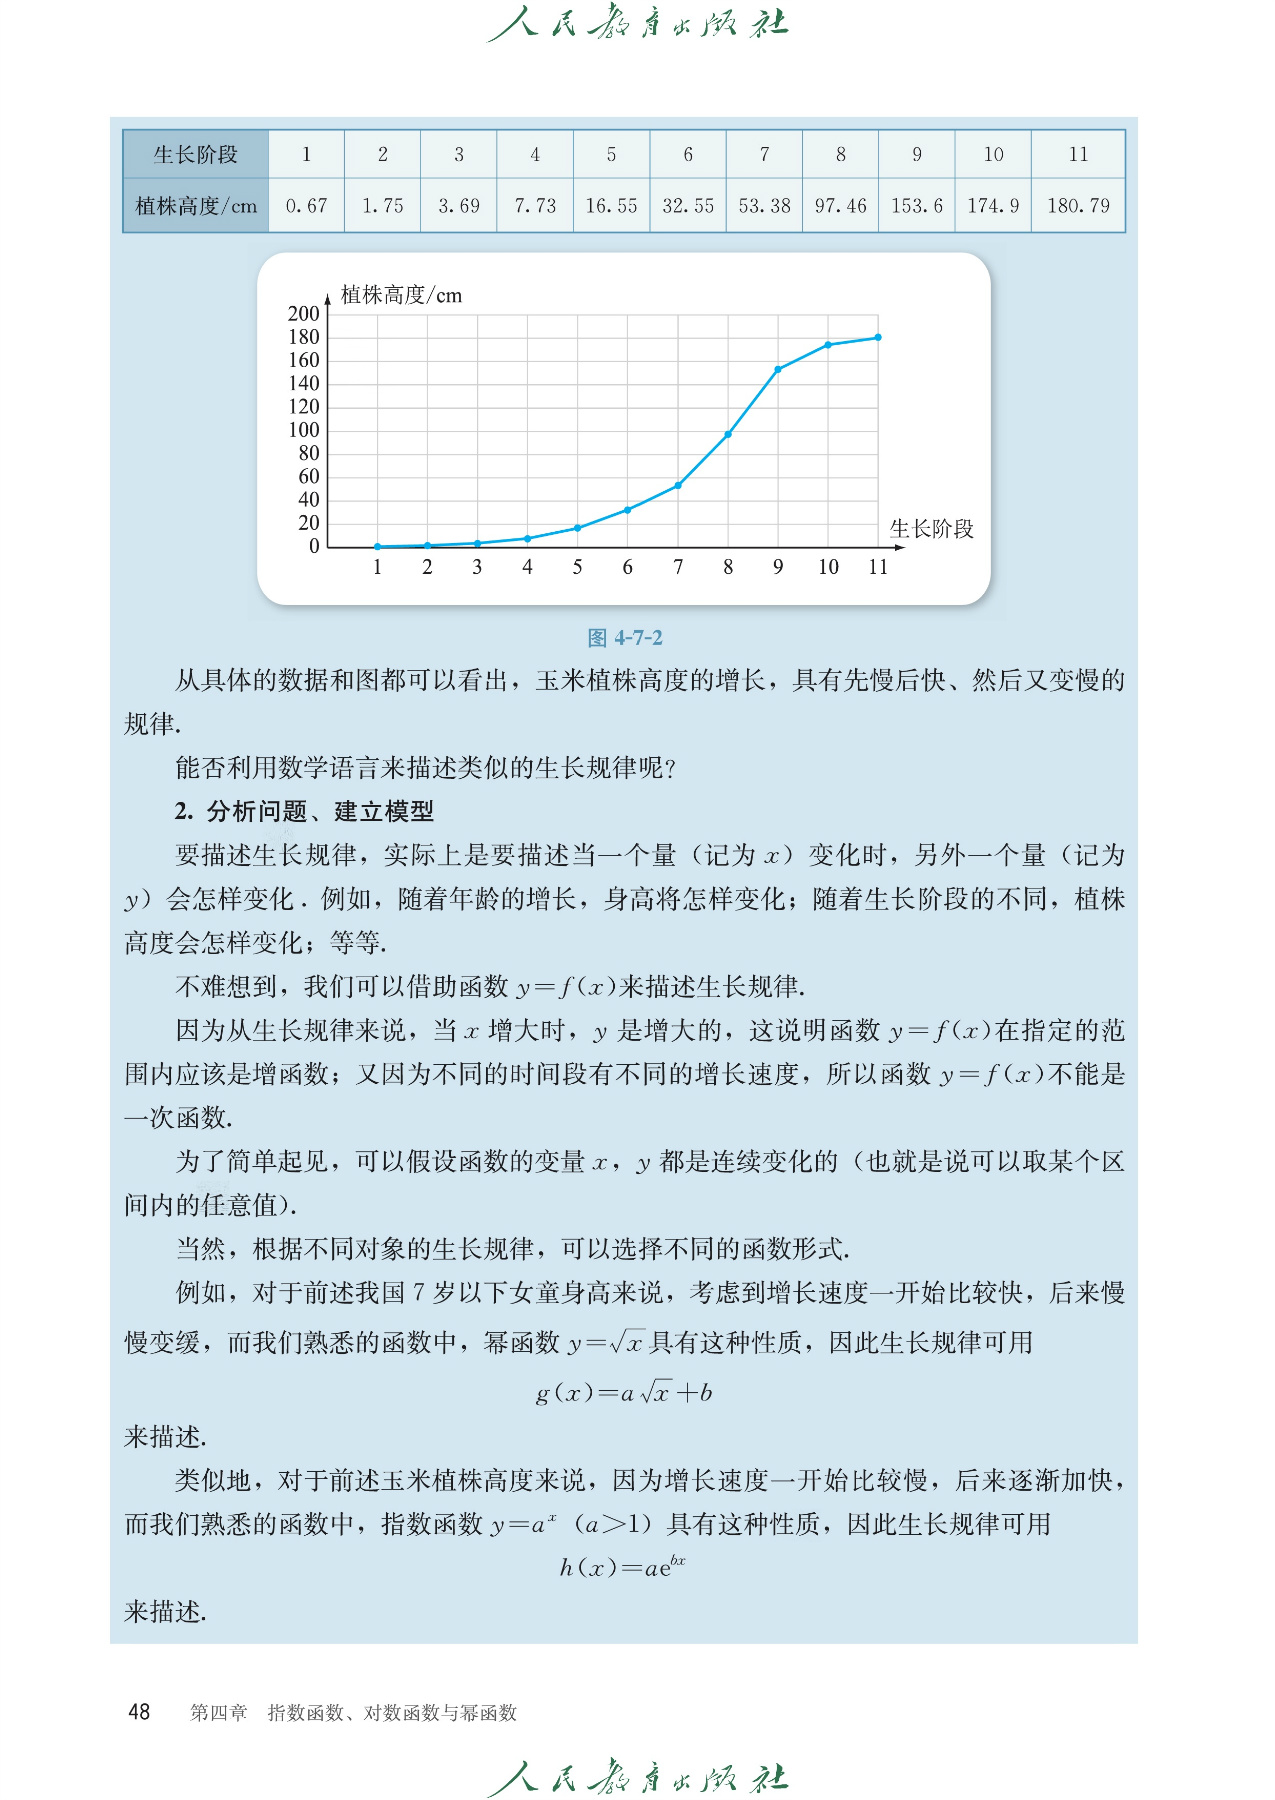 人民教育出版社
生长阶段 1 2 3 4 5 6 7 8 9 10 11
植株高度/cm 0.67 1.75 3.69 7.73 16.55 32.55 53.38 97.46 153.6 174.9 180.79
植株高度/cm
200
180
160
140
120
100
80
60
40
20
0
生长阶段
1 2 3 4 5 6 7 8 9 10 11
图 4-7-2
从具体的数据和图都可以看出，玉米植株高度的增长，具有先慢后快、然后又变慢的
规律.
能否利用数学语言来描述类似的生长规律呢？
2. 分析问题、建立模型
要描述生长规律，实际上是要描述当一个量（记为 x）变化时，另外一个量（记为
y）会怎样变化．例如，随着年龄的增长，身高将怎样变化；随着生长阶段的不同，植株
高度会怎样变化；等等.
不难想到，我们可以借助函数 y=f(x)来描述生长规律.
因为从生长规律来说，当 x 增大时，y 是增大的，这说明函数 y=f(x)在指定的范
围内应该是增函数；又因为不同的时间段有不同的增长速度，所以函数 y=f(x)不能是
一次函数.
为了简单起见，可以假设函数的变量 x，y 都是连续变化的（也就是说可以取某个区
间内的任意值）.
当然，根据不同对象的生长规律，可以选择不同的函数形式.
例如，对于前述我国 7 岁以下女童身高来说，考虑到增长速度一开始比较快，后来慢
慢变缓，而我们熟悉的函数中，幂函数 y=√x 具有这种性质，因此生长规律可用
g(x)=a√x+b
来描述.
类似地，对于前述玉米植株高度来说，因为增长速度一开始比较慢，后来逐渐加快，
而我们熟悉的函数中，指数函数 y=aˣ（a>1）具有这种性质，因此生长规律可用
h(x)=ae^{bx}
来描述.
48 第四章 指数函数、对数函数与幂函数
人民教育出版社